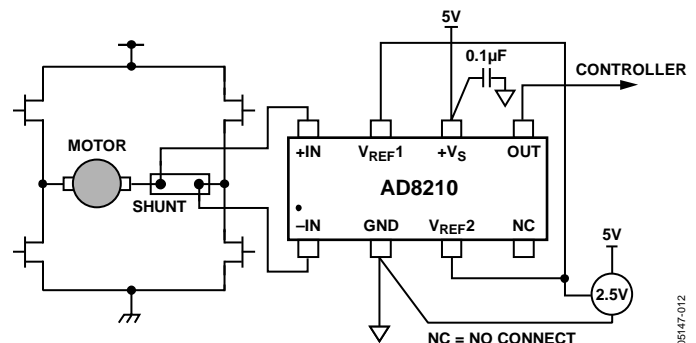 5V
0.1µF
CONTROLLER
MOTOR
+IN
VREF1
+VS
OUT
AD8210
SHUNT
–IN
GND
VREF2
NC
5V
2.5V
NC = NO CONNECT
05147-012